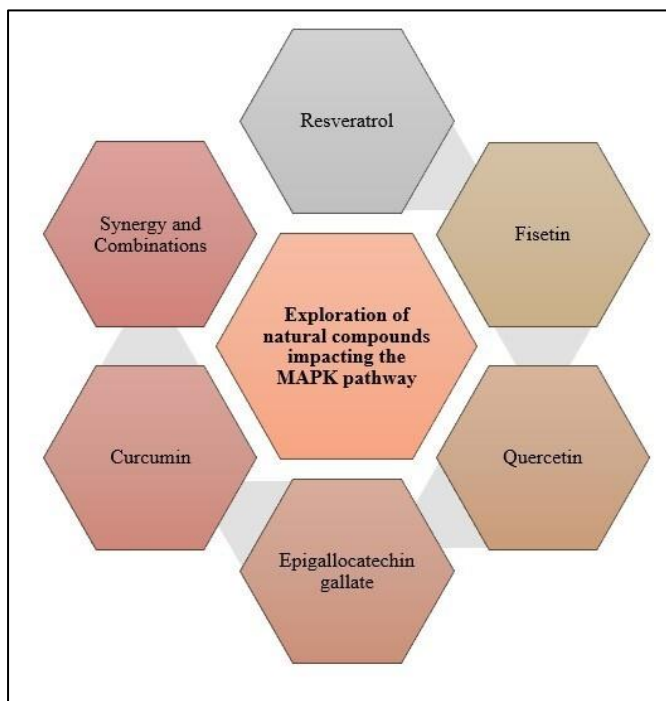 Resveratrol
Fisetin
Quercetin
Epigallocatechin
gallate
Curcumin
Synergy and
Combinations
Exploration of
natural compounds
impacting the
MAPK pathway